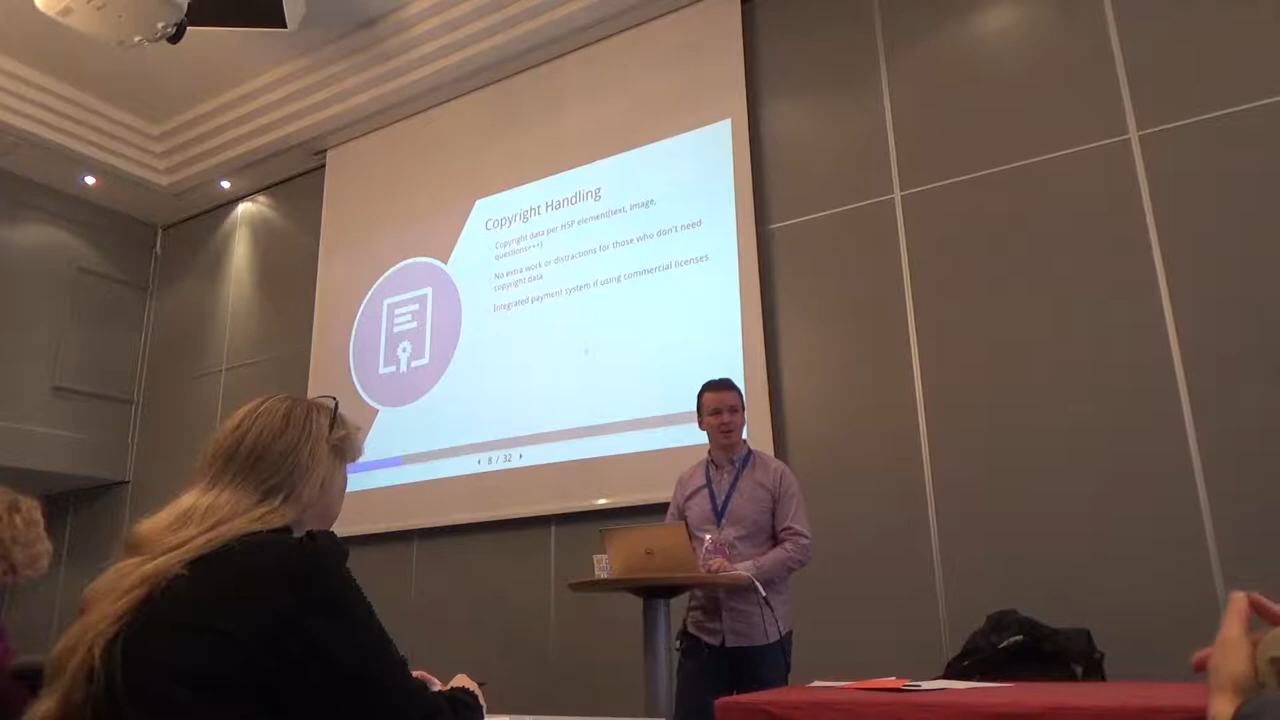 Copyright Handling
Copyright data per H5P element(text, image,
questions+++)
No extra work or distractions for those who don't need
copyright data
Integrated payment system if using commercial licenses
8 / 32